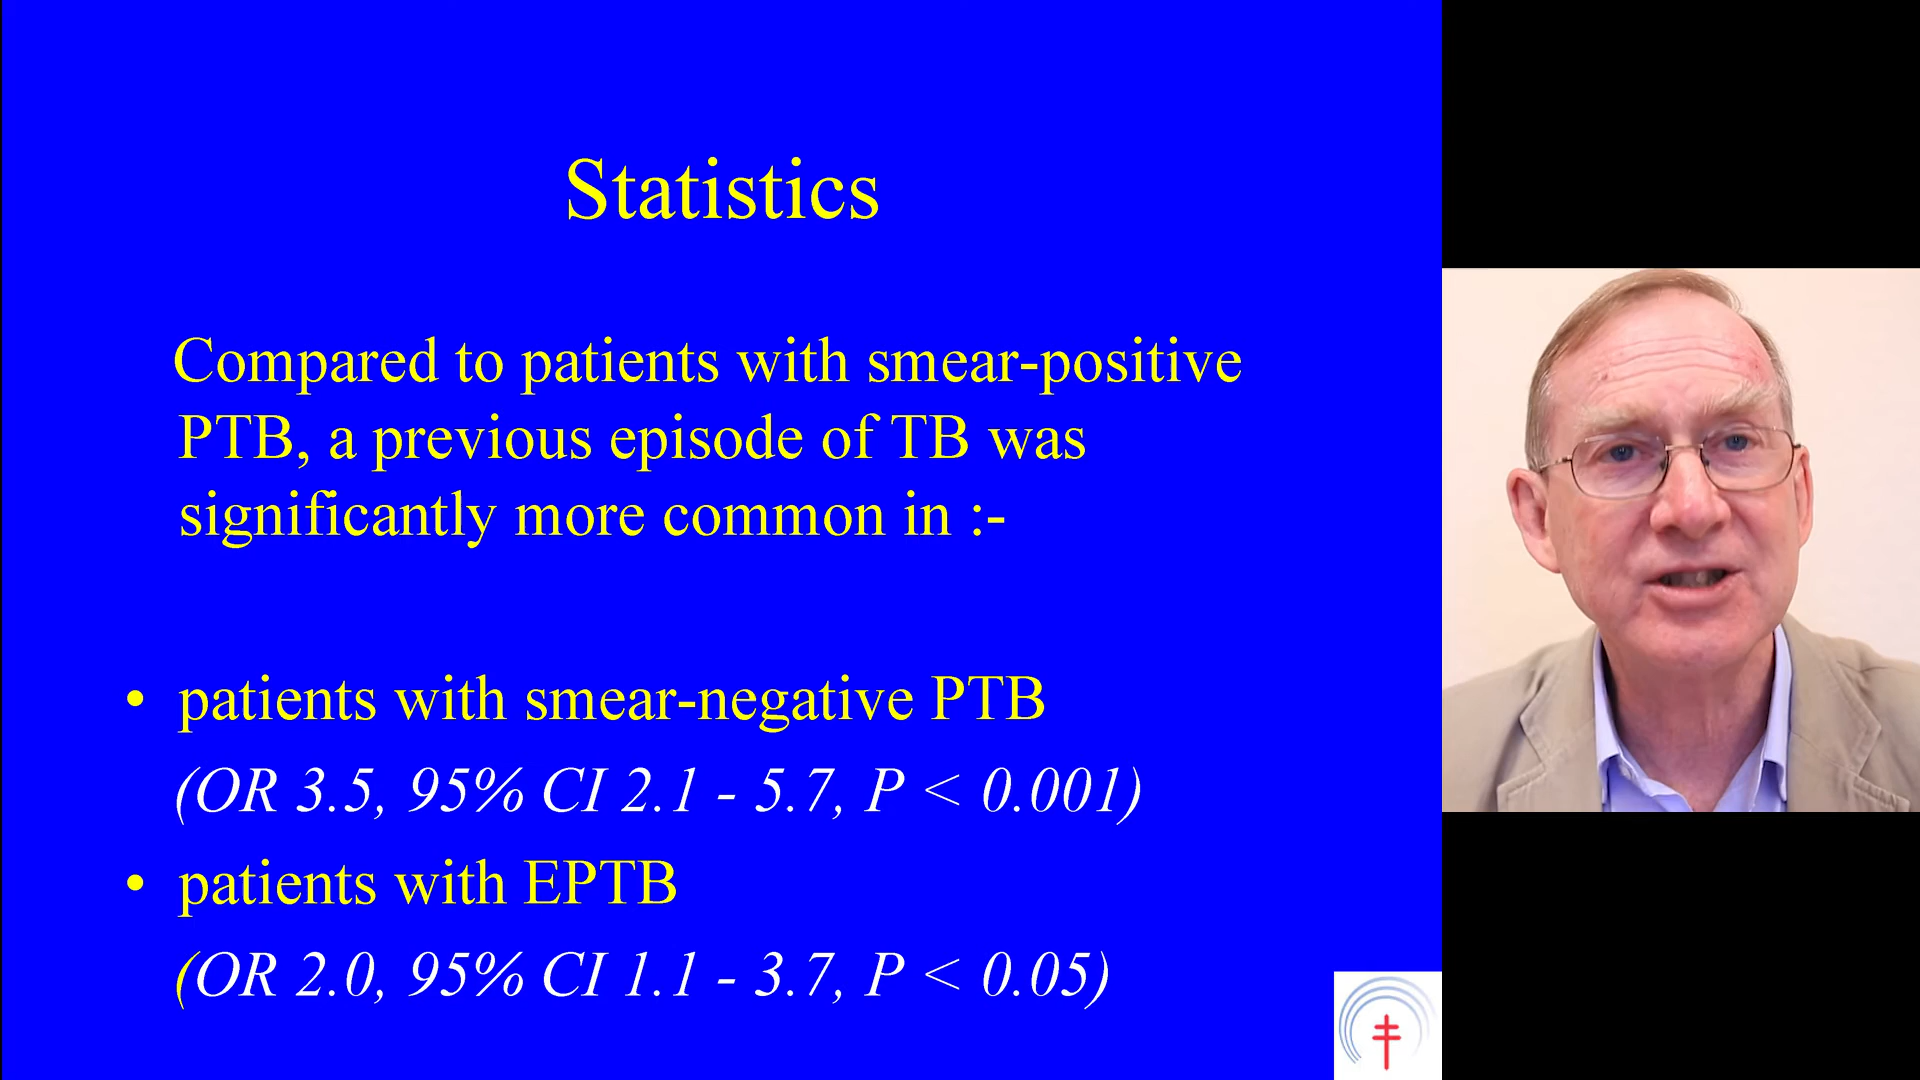 Statistics
Compared to patients with smear-positive
PTB, a previous episode of TB was
significantly more common in :-
• patients with smear-negative PTB
(OR 3.5, 95% CI 2.1 - 5.7, P < 0.001)
• patients with EPTB
(OR 2.0, 95% CI 1.1 - 3.7, P < 0.05)